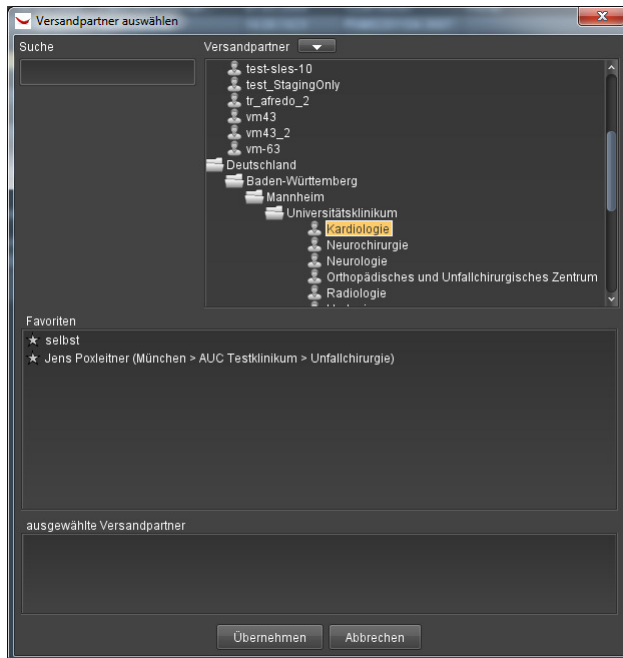 Versandpartner auswählen
Suche
Versandpartner
test-sles-10
test_StagingOnly
tr_afredo_2
vm43
vm43_2
vm-63
Deutschland
Baden-Württemberg
Mannheim
Universitätsklinikum
Kardiologie
Neurochirurgie
Neurologie
Orthopädisches und Unfallchirurgisches Zentrum
Radiologie
Favoriten
selbst
Jens Poxleitner (München > AUC Testklinikum > Unfallchirurgie)
ausgewählte Versandpartner
Übernehmen
Abbrechen